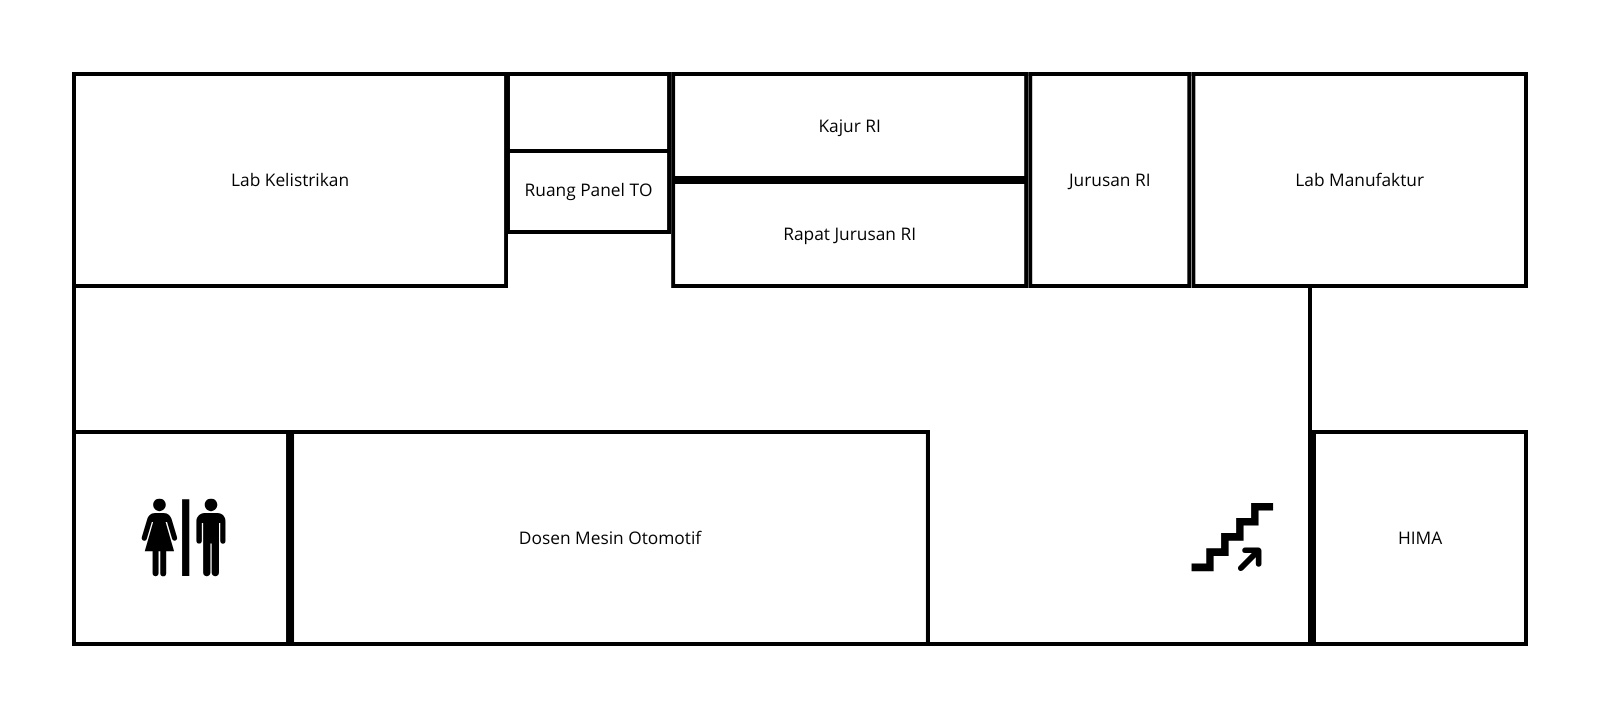 Lab Kelistrikan
Ruang Panel TO
Kajur RI
Rapat Jurusan RI
Jurusan RI
Lab Manufaktur
Dosen Mesin Otomotif
HIMA